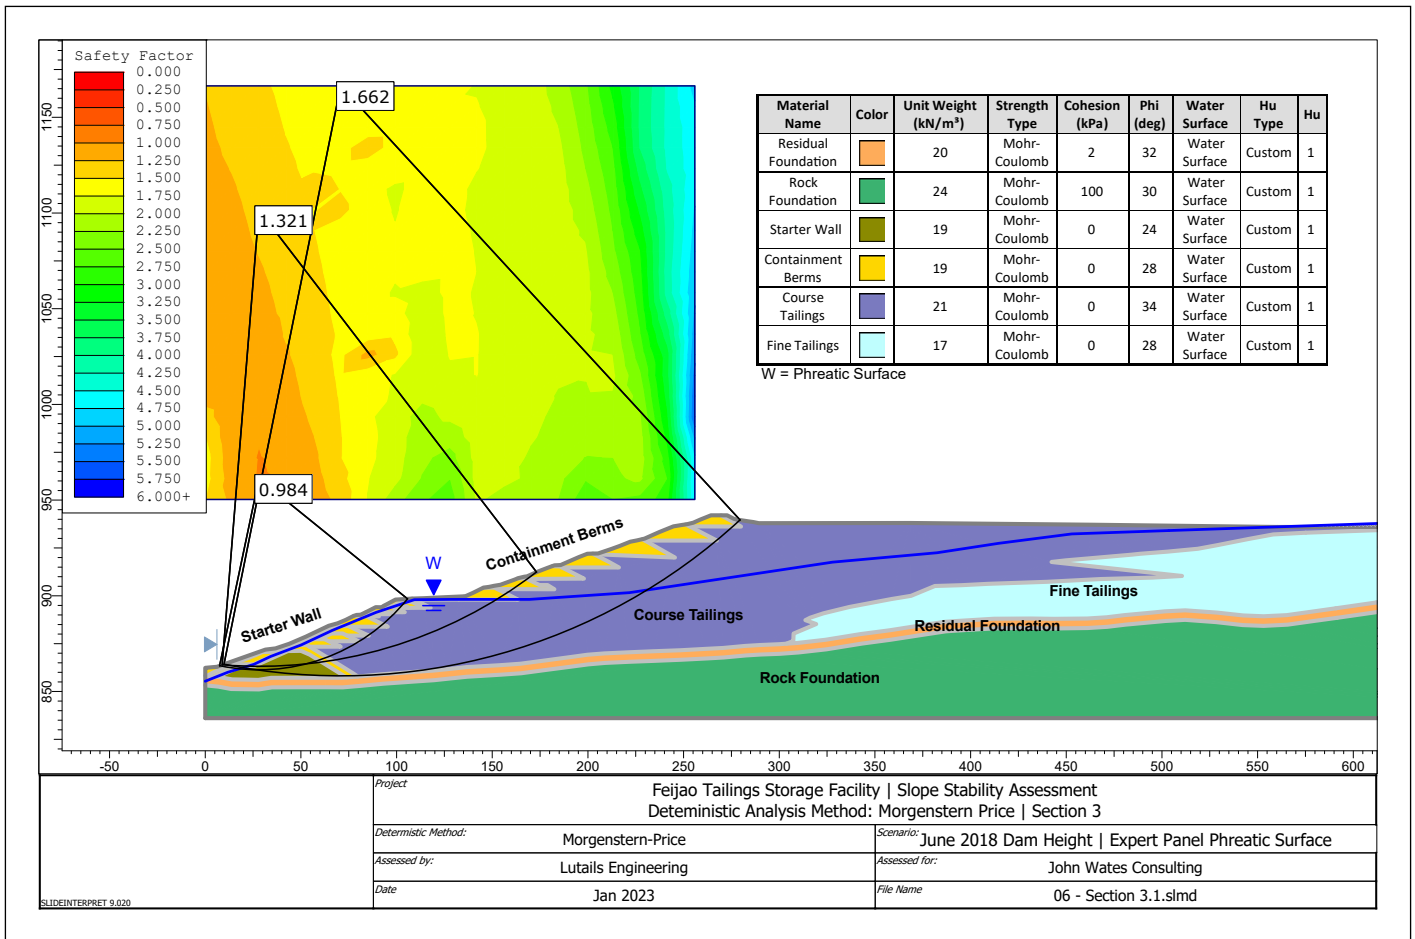 Safety Factor
0.000
0.250
0.500
0.750
1.000
1.250
1.500
1.750
2.000
2.250
2.500
2.750
3.000
3.250
3.500
3.750
4.000
4.250
4.500
4.750
5.000
5.250
5.500
5.750
6.000+
1.662
1.321
0.984
Material Name Color Unit Weight (kN/m³) Strength Type Cohesion (kPa) Phi (deg) Water Surface Hu Type Hu
Residual Foundation 20 Mohr-Coulomb 2 32 Water Surface Custom 1
Rock Foundation 24 Mohr-Coulomb 100 30 Water Surface Custom 1
Starter Wall 19 Mohr-Coulomb 0 24 Water Surface Custom 1
Containment Berms 19 Mohr-Coulomb 0 28 Water Surface Custom 1
Course Tailings 21 Mohr-Coulomb 0 34 Water Surface Custom 1
Fine Tailings 17 Mohr-Coulomb 0 28 Water Surface Custom 1
W = Phreatic Surface
1150
1100
1050
1000
950
900
850
W
Containment Berms
Starter Wall
Course Tailings
Fine Tailings
Residual Foundation
Rock Foundation
-50 0 50 100 150 200 250 300 350 400 450 500 550 600
Project
Feijao Tailings Storage Facility | Slope Stability Assessment
Deteministic Analysis Method: Morgenstern Price | Section 3
Determistic Method: Morgenstern-Price
Scenario: June 2018 Dam Height | Expert Panel Phreatic Surface
Assessed by: Lutails Engineering
Assessed for: John Wates Consulting
Date Jan 2023
File Name 06 - Section 3.1.slmd
SLIDEINTERPRET 9.020